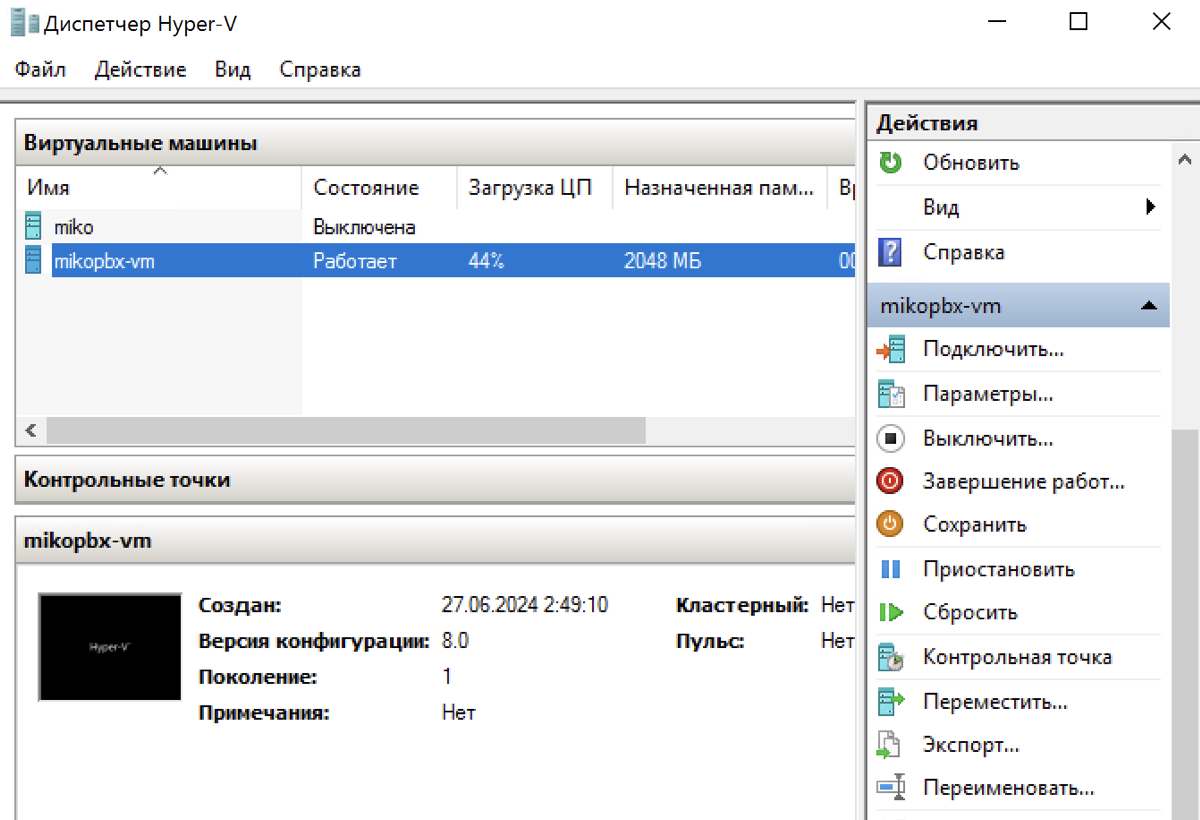 Диспетчер Hyper-V
Файл Действие Вид Справка
Виртуальные машины
Имя Состояние Загрузка ЦП Назначенная пам...
miko Выключена
mikopbx-vm Работает 44% 2048 МБ 00
Контрольные точки
mikopbx-vm
Hyper-V
Создан: 27.06.2024 2:49:10 Кластерный: Нет
Версия конфигурации: 8.0 Пульс: Нет
Поколение: 1
Примечания: Нет
Действия
Обновить
Вид
Справка
mikopbx-vm
Подключить...
Параметры...
Выключить...
Завершение работ...
Сохранить
Приостановить
Сбросить
Контрольная точка
Переместить...
Экспорт...
Переименовать...